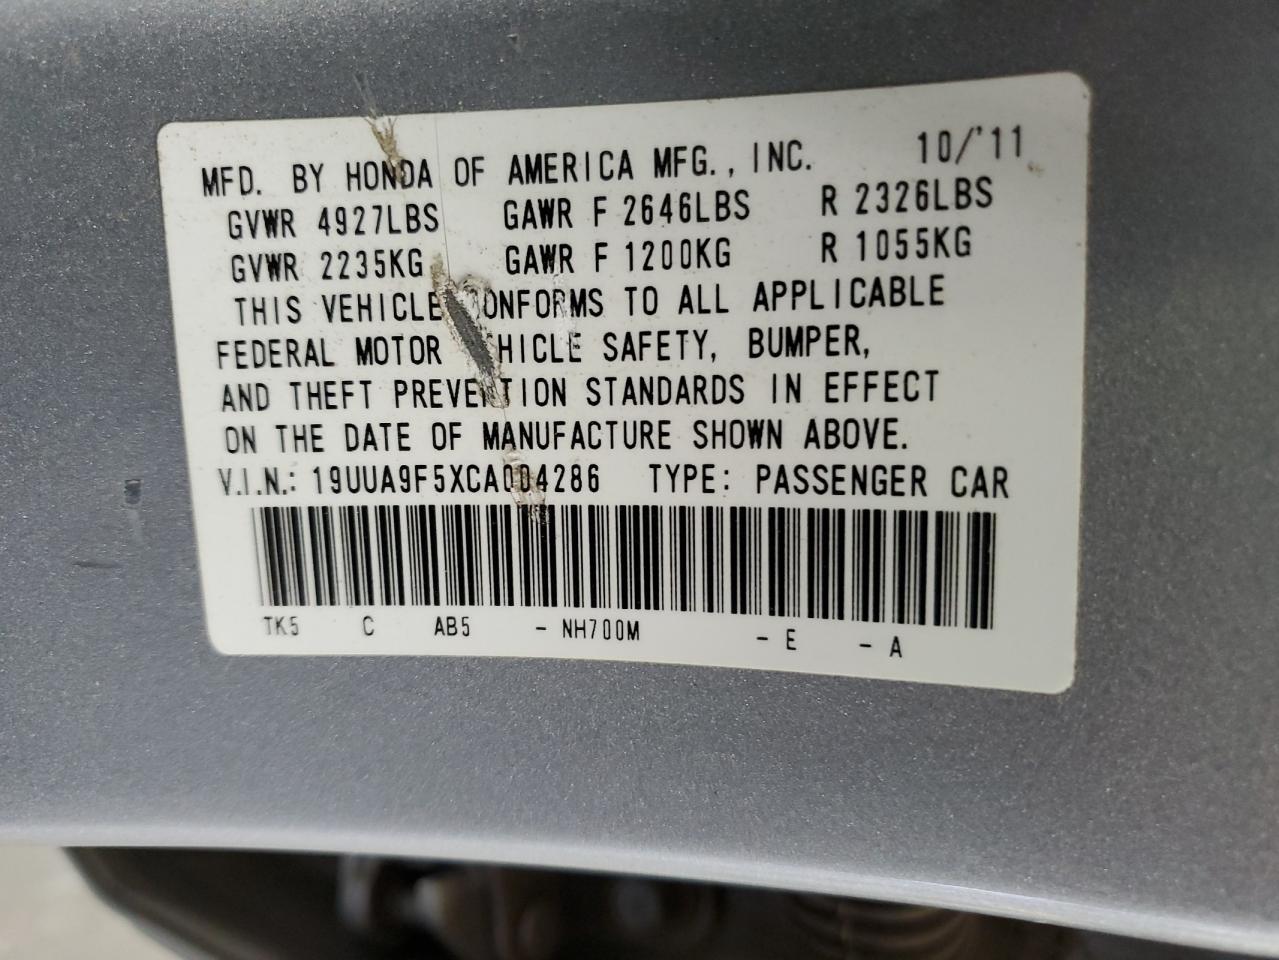 MFD. BY HONDA OF AMERICA MFG., INC. 10/'11
GVWR 4927LBS GAWR F 2646LBS R 2326LBS
GVWR 2235KG GAWR F 1200KG R 1055KG
THIS VEHICLE CONFORMS TO ALL APPLICABLE
FEDERAL MOTOR VEHICLE SAFETY, BUMPER,
AND THEFT PREVENTION STANDARDS IN EFFECT
ON THE DATE OF MANUFACTURE SHOWN ABOVE.
V.I.N.: 19UUA9F5XCA004286 TYPE: PASSENGER CAR
TK5 C AB5 - NH700M - E - A